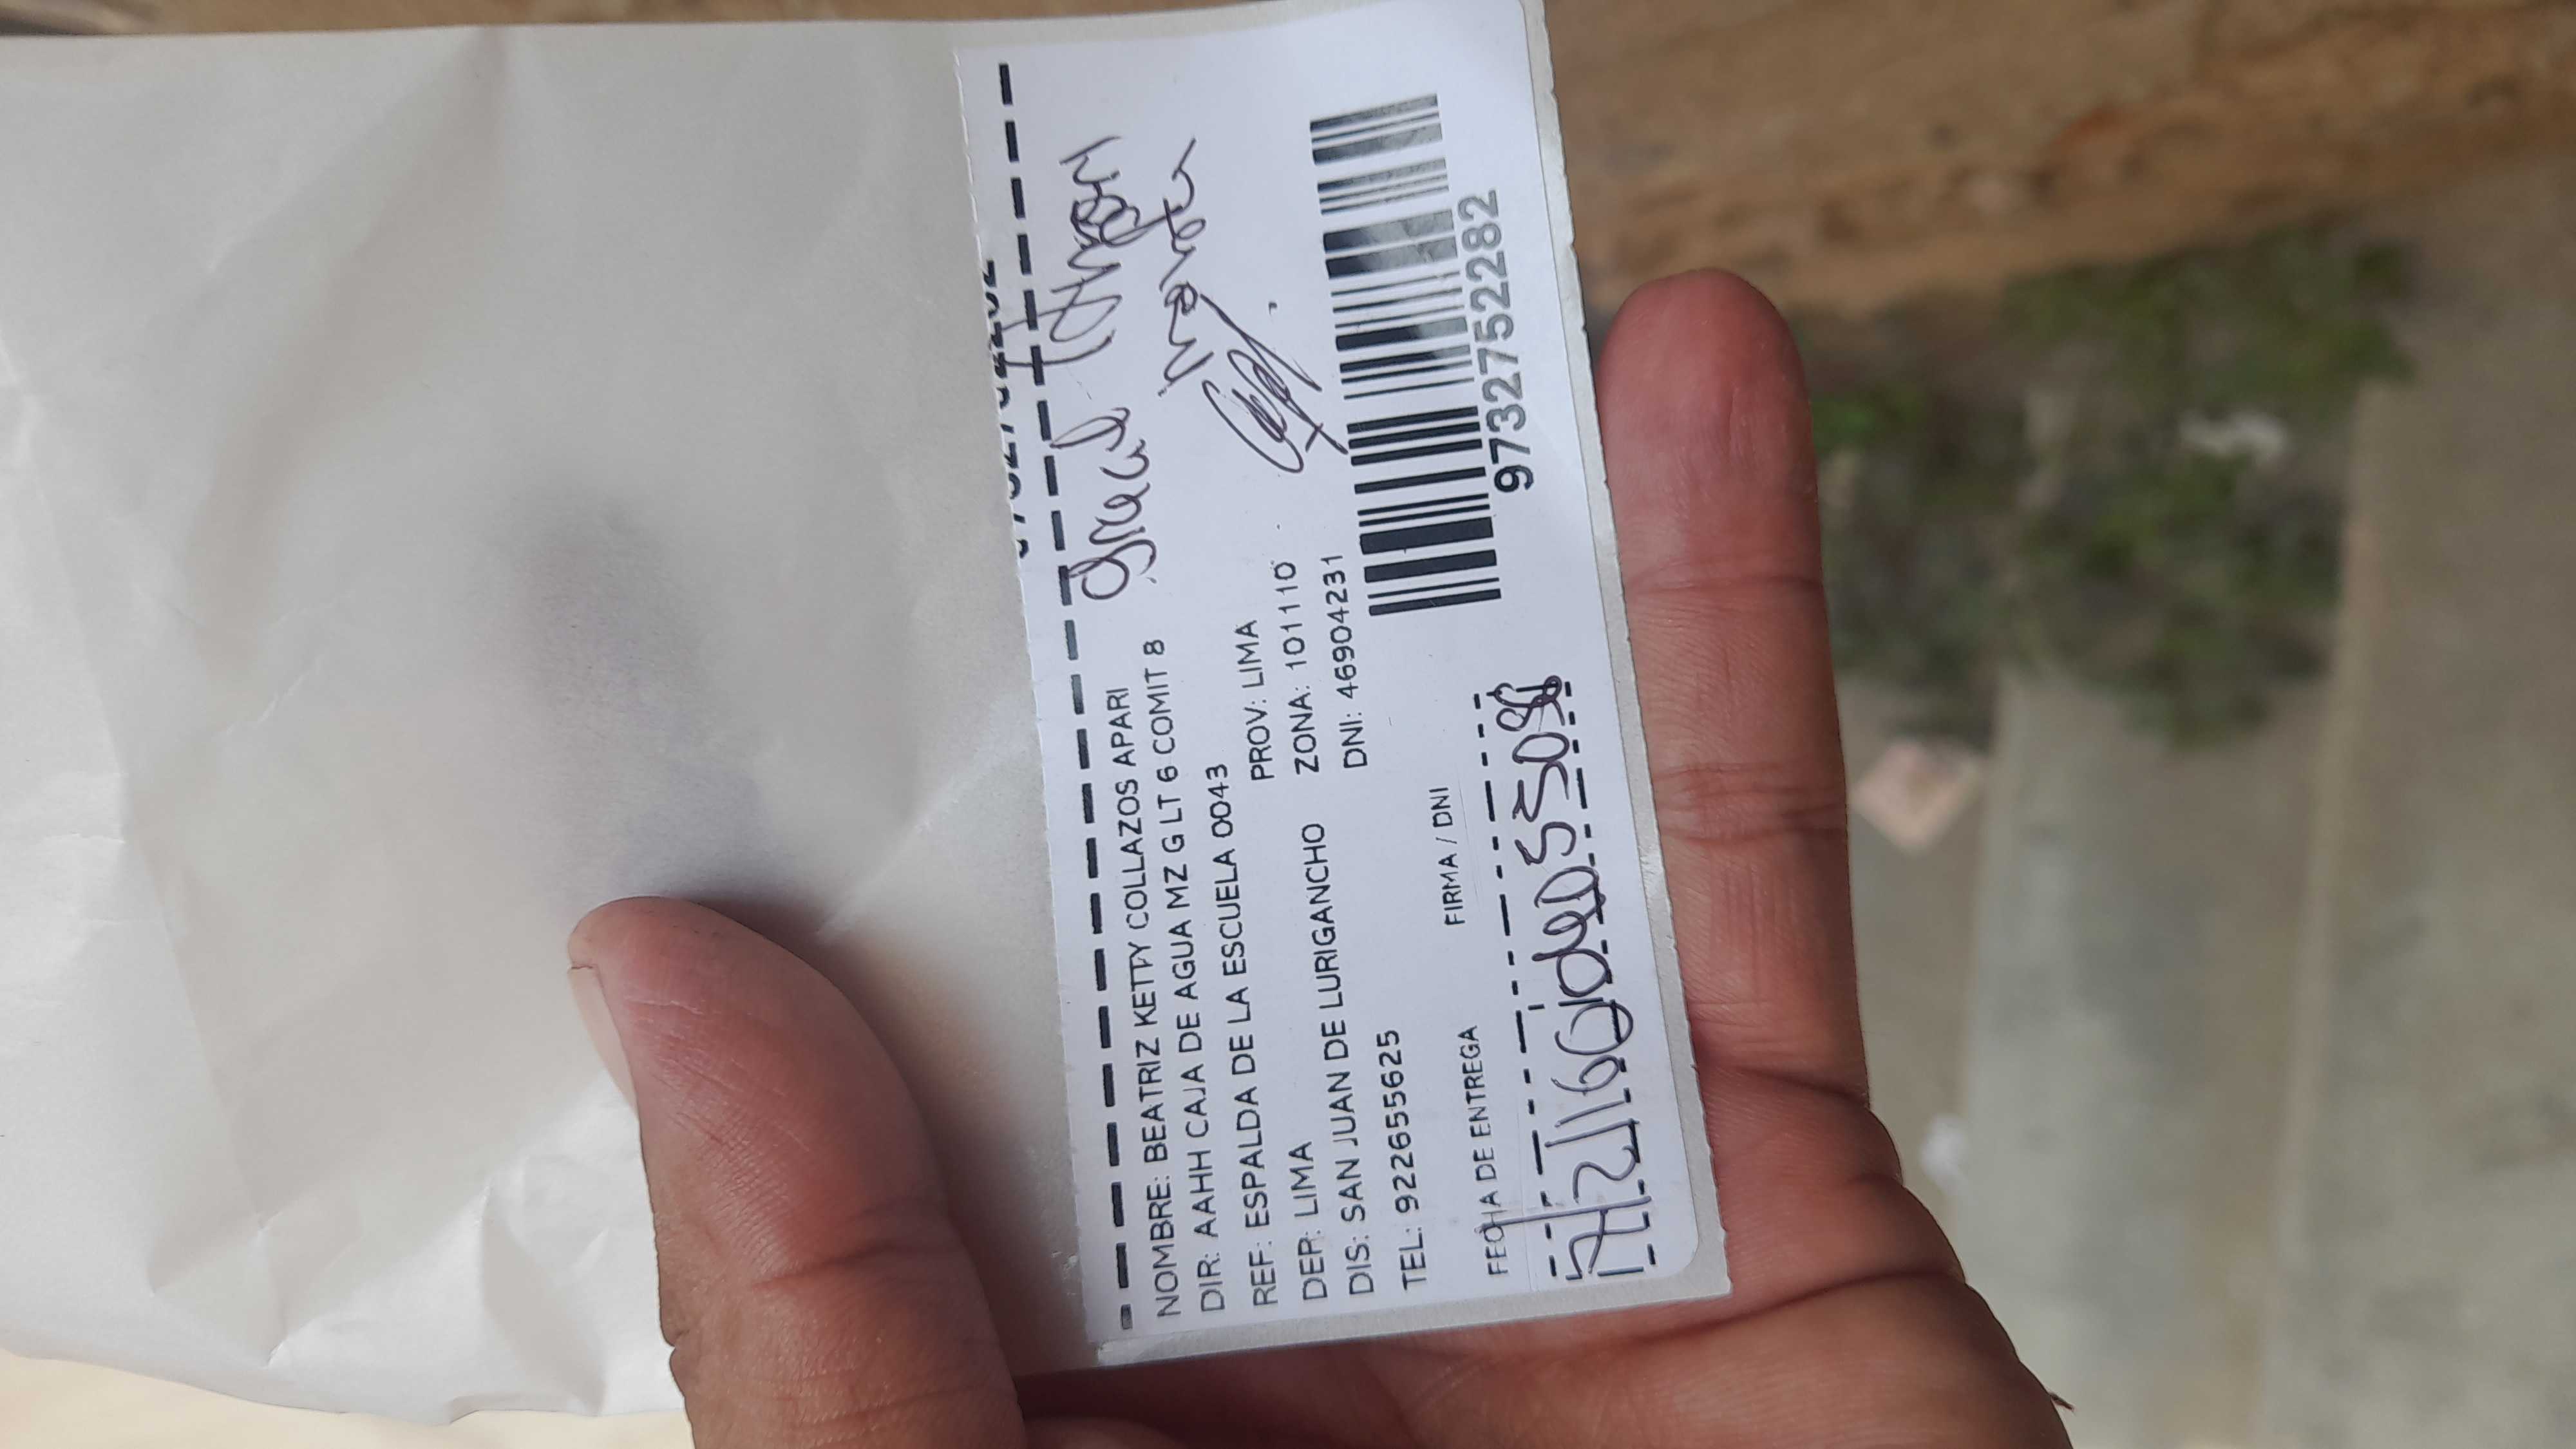 NOMBRE: BEATRIZ KETTY COLLAZOS APARI
DIR: AAHH CAJA DE AGUA MZ G LT 6 COMIT 8
REF: ESPALDA DE LA ESCUELA 0043
DEP: LIMA PROV: LIMA
DIS: SAN JUAN DE LURIGANCHO ZONA: 101110
TEL: 922655625 DNI: 46904231
FECHA DE ENTREGA FIRMA / DNI
9732752282